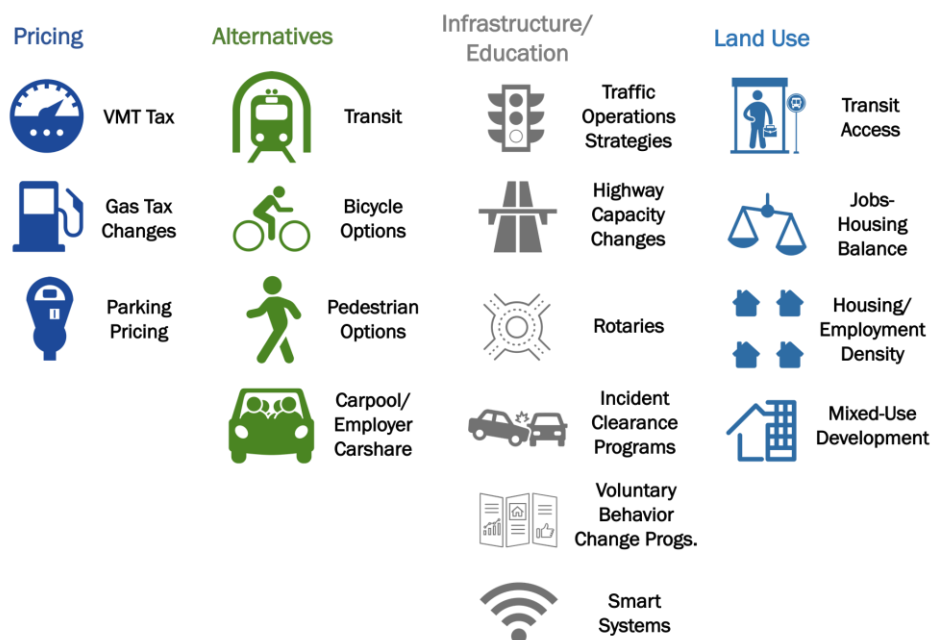 Pricing
VMT Tax
Gas Tax
Changes
Parking
Pricing
Alternatives
Transit
Bicycle
Options
Pedestrian
Options
Carpool/
Employer
Carshare
Infrastructure/
Education
Traffic
Operations
Strategies
Highway
Capacity
Changes
Rotaries
Incident
Clearance
Programs
Voluntary
Behavior
Change Progs.
Smart
Systems
Land Use
Transit
Access
Jobs-
Housing
Balance
Housing/
Employment
Density
Mixed-Use
Development